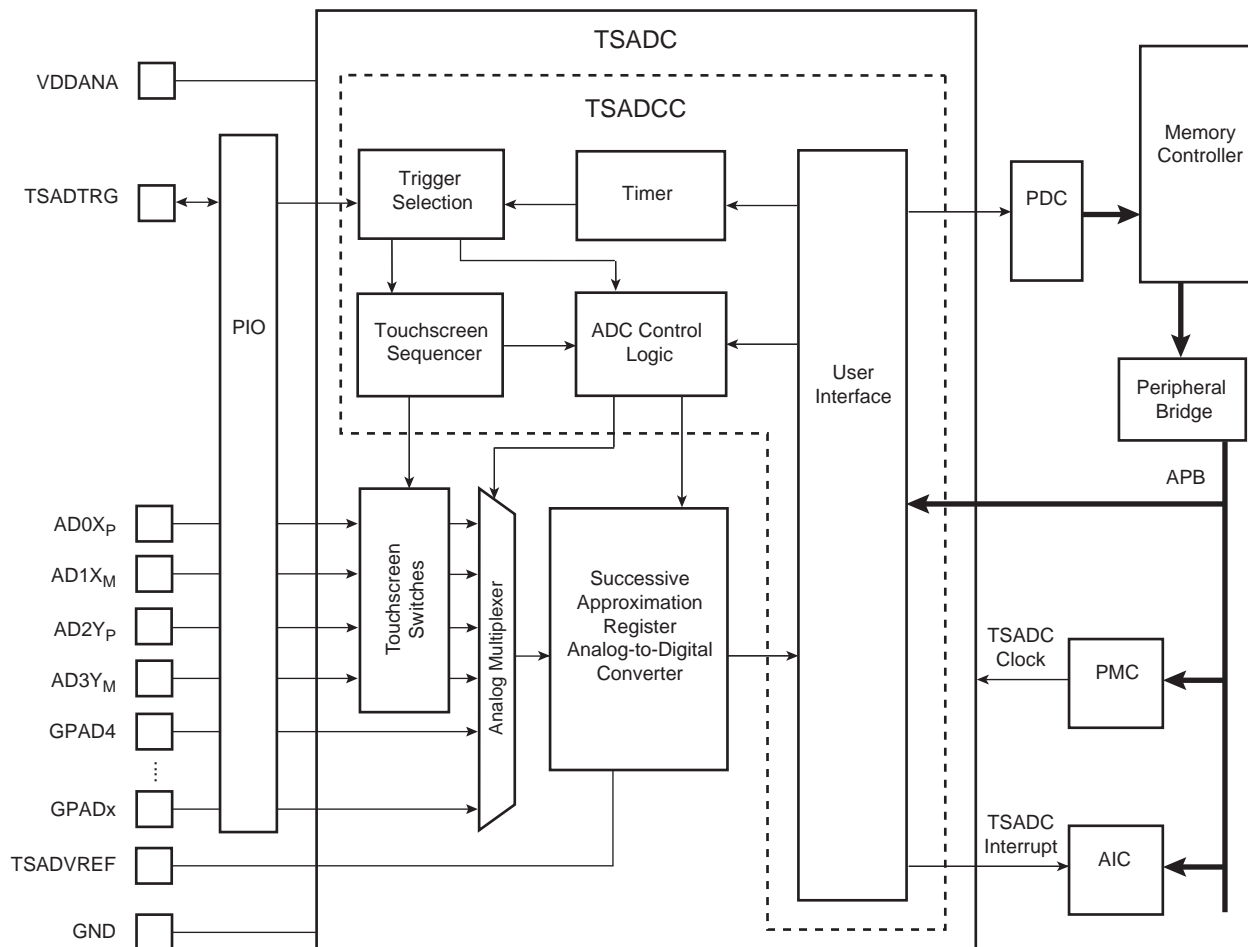 TSADC
VDDANA
TSADCC
Memory
Controller
Trigger
Selection
Timer
PDC
TSADTRG
PIO
Touchscreen
Sequencer
ADC Control
Logic
User
Interface
Peripheral
Bridge
APB
AD0XP
AD1XM
AD2YP
AD3YM
GPAD4
.....
GPADx
Touchscreen
Switches
Analog Multiplexer
Successive
Approximation
Register
Analog-to-Digital
Converter
TSADC
Clock
PMC
TSADC
Interrupt
AIC
TSADVREF
GND